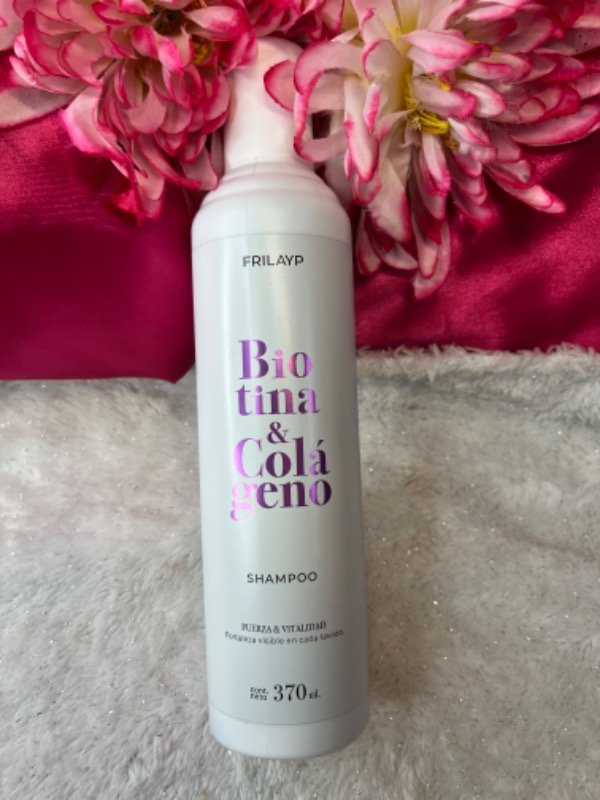 FRILAYP
Bio
tina
&
Colá
geno
SHAMPOO
FUERZA & VITALIDAD
Fortaleza visible en cada lavado.
cont. neto 370 ml.